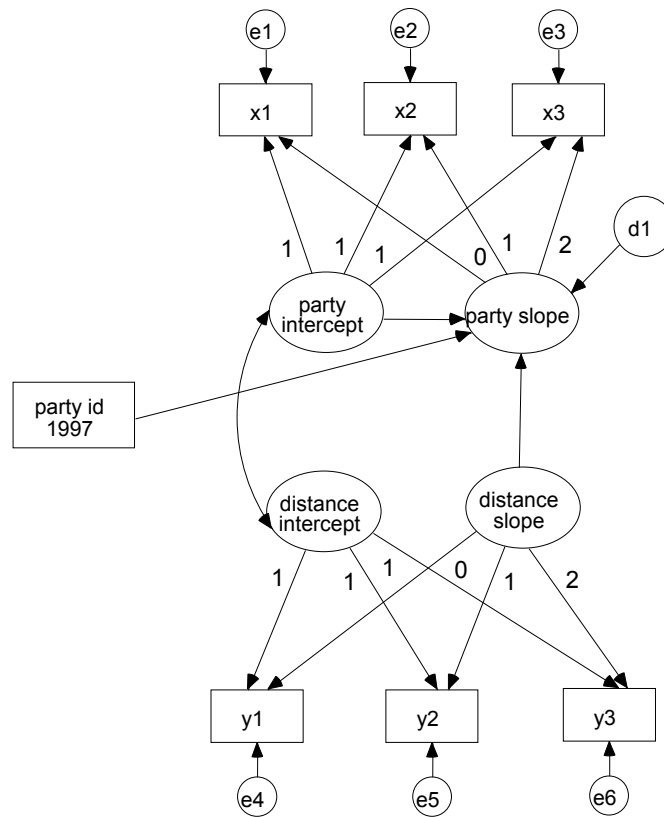 e1
e2
e3
x1
x2
x3
d1
1
1
1
0
1
2
party
intercept
party slope
party id
1997
distance
intercept
distance
slope
1
1
1
0
1
2
y1
y2
y3
e4
e5
e6